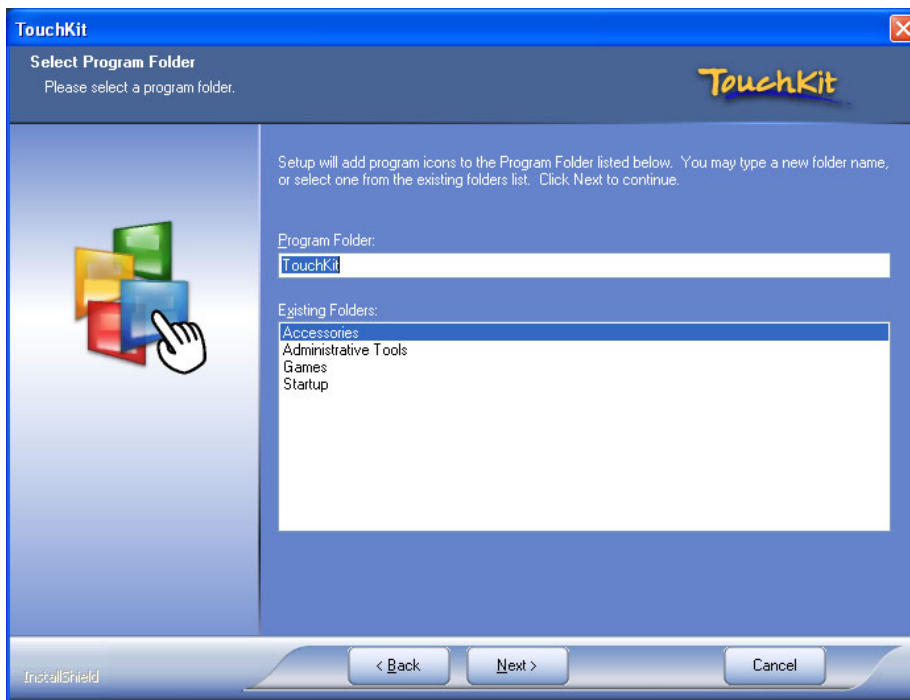 TouchKit
Select Program Folder
Please select a program folder.
TouchKit
Setup will add program icons to the Program Folder listed below.  You may type a new folder name,
or select one from the existing folders list.  Click Next to continue.
Program Folder:
TouchKit
Existing Folders:
Accessories
Administrative Tools
Games
Startup
InstallShield
< Back
Next >
Cancel